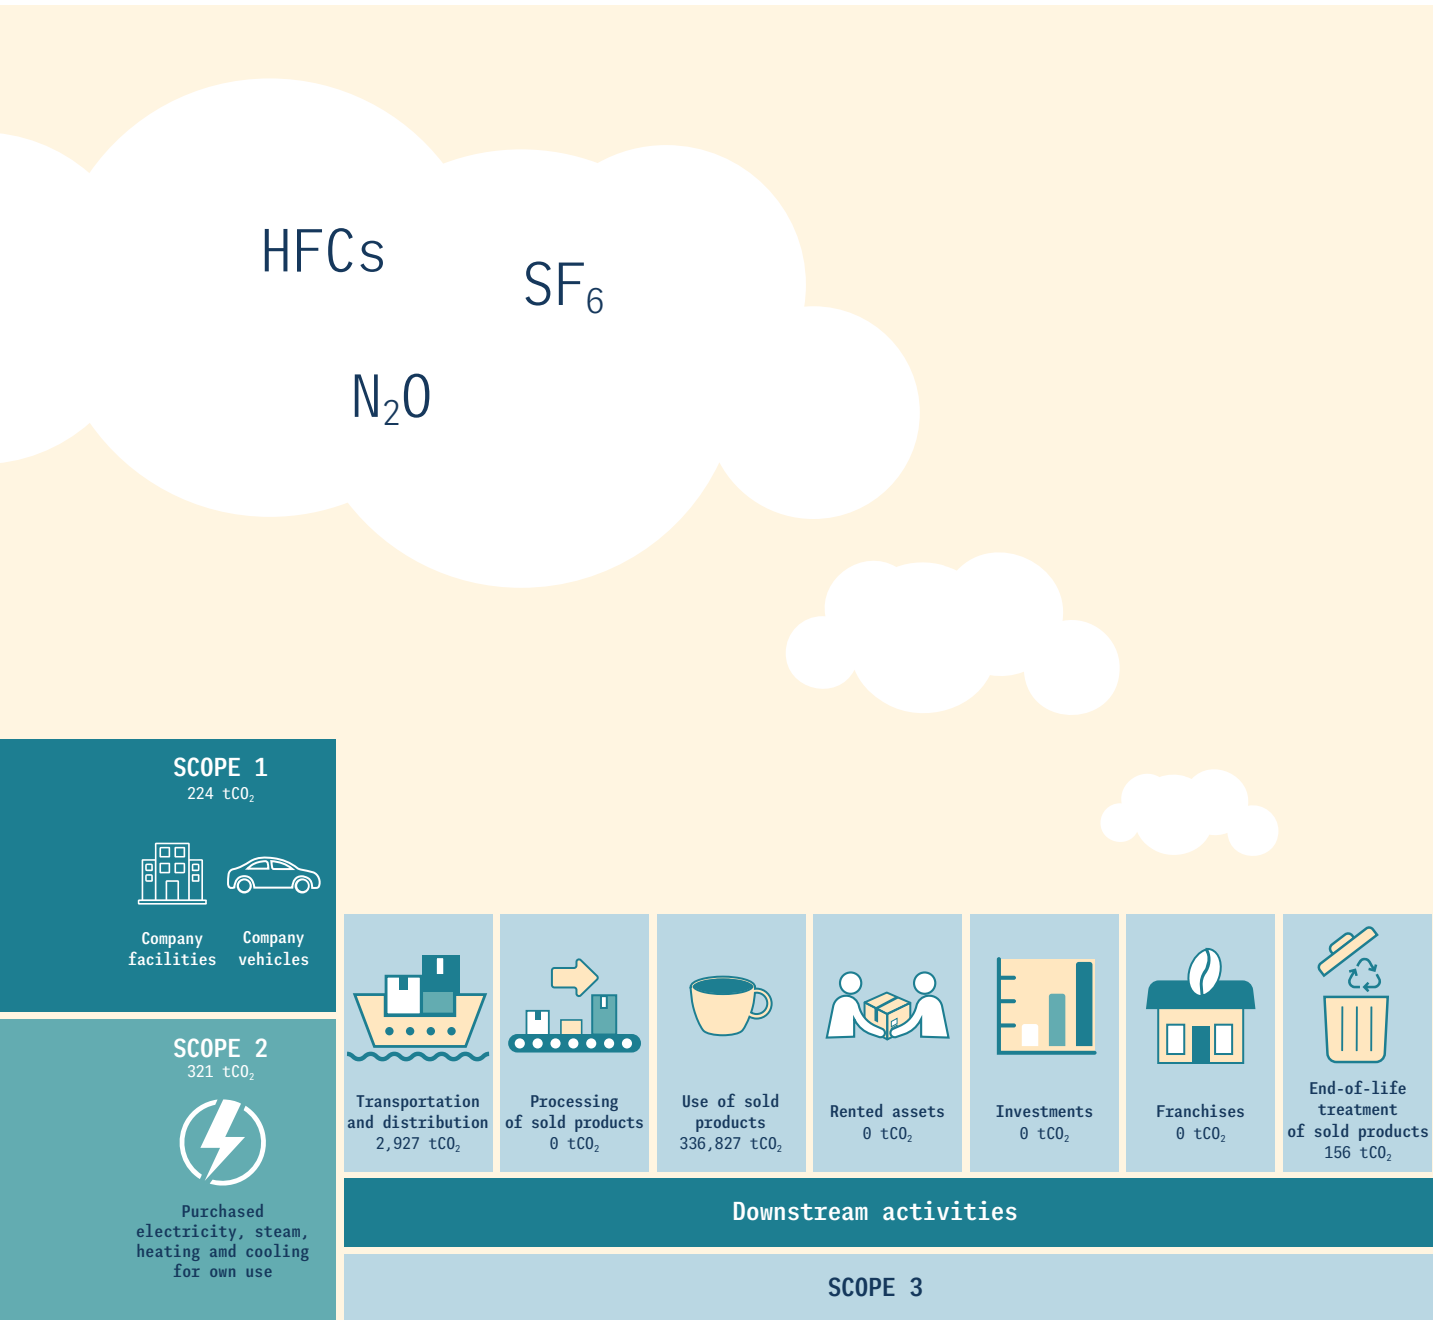 HFCs
SF₆
N₂O
SCOPE 1
224 tCO₂
Company
facilities
Company
vehicles
SCOPE 2
321 tCO₂
Purchased
electricity, steam,
heating amd cooling
for own use
Transportation
and distribution
2,927 tCO₂
Processing
of sold products
0 tCO₂
Use of sold
products
336,827 tCO₂
Rented assets
0 tCO₂
Investments
0 tCO₂
Franchises
0 tCO₂
End-of-life
treatment
of sold products
156 tCO₂
Downstream activities
SCOPE 3